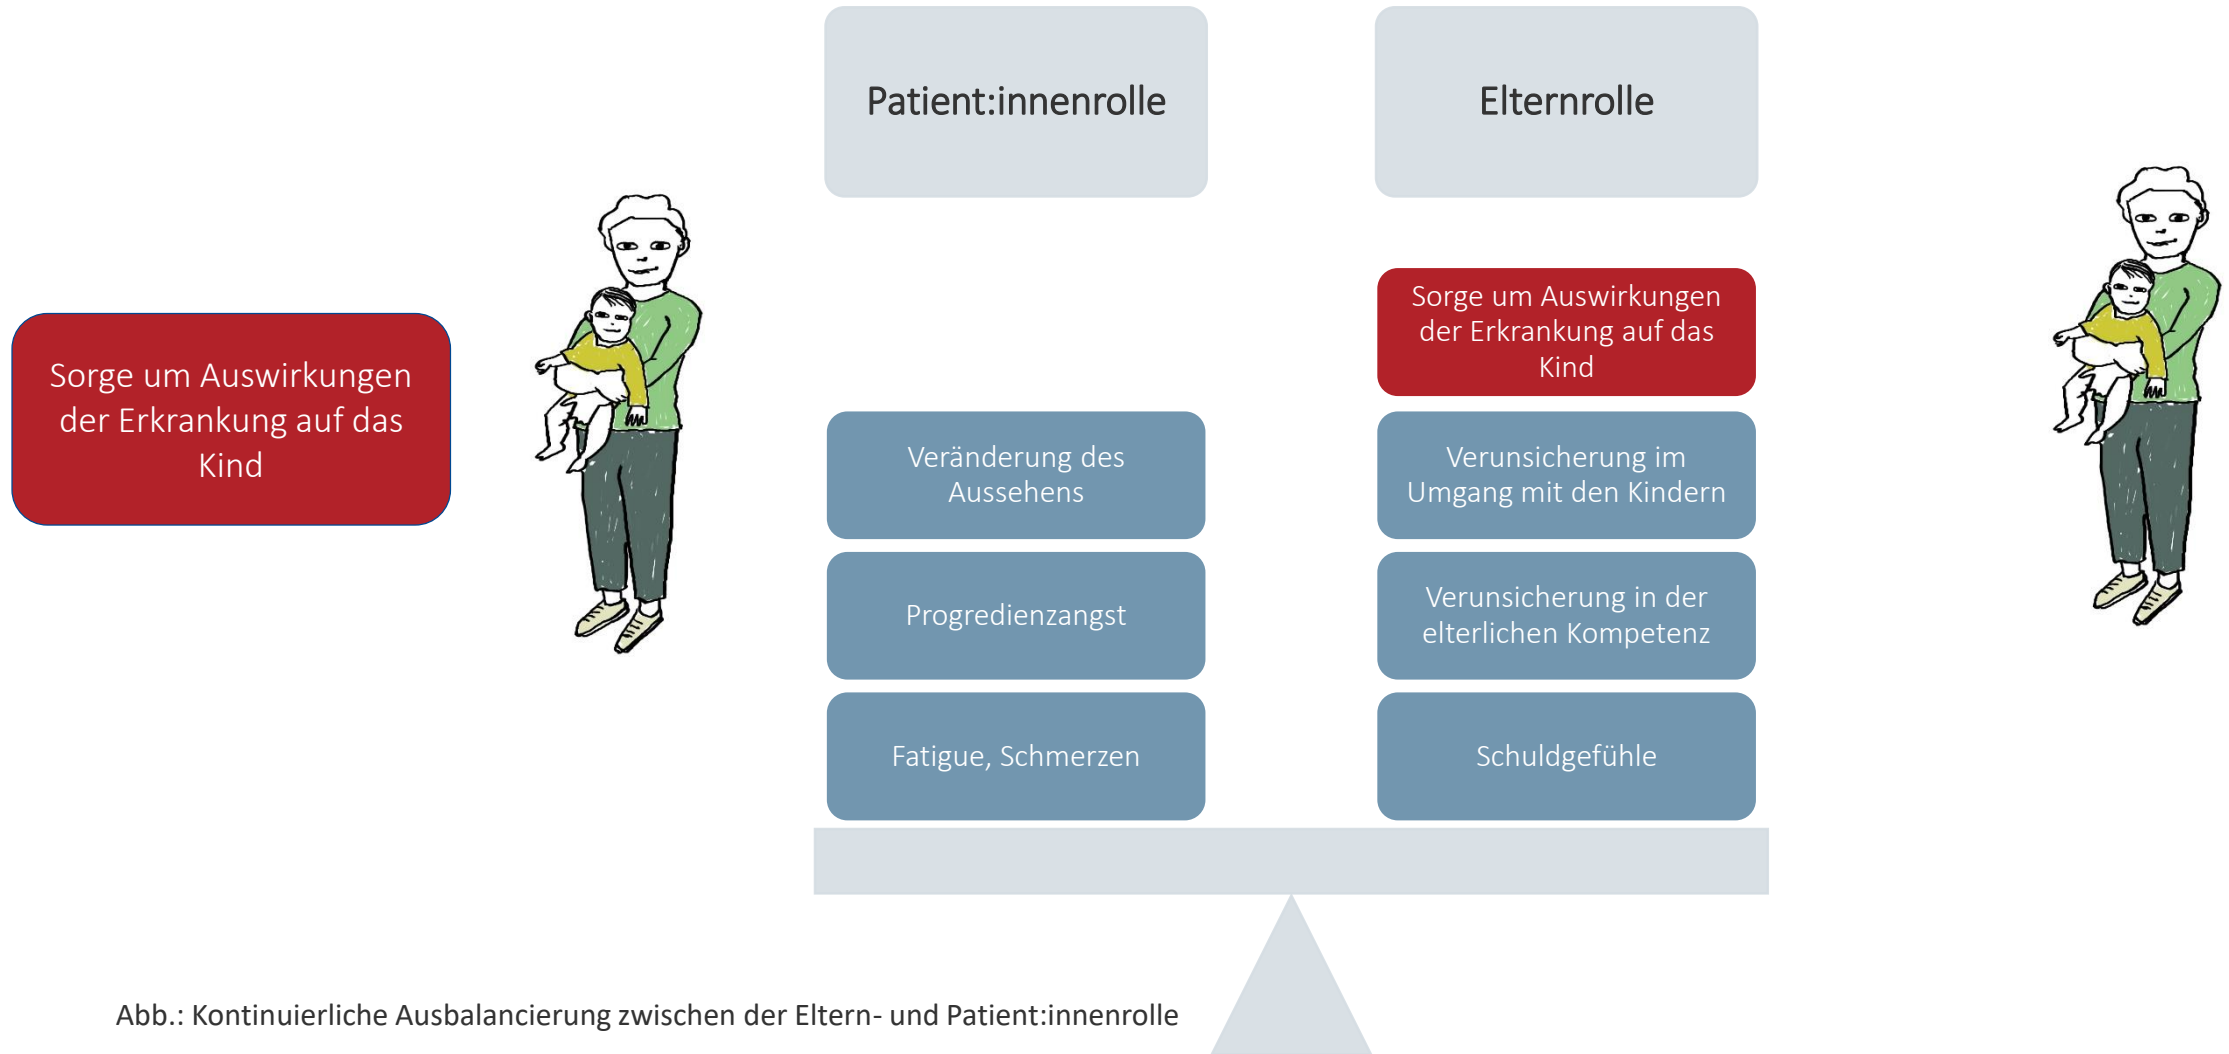 Patient:innenrolle
Elternrolle
Sorge um Auswirkungen
der Erkrankung auf das
Kind
Sorge um Auswirkungen
der Erkrankung auf das
Kind
Veränderung des
Aussehens
Verunsicherung im
Umgang mit den Kindern
Progredienzangst
Verunsicherung in der
elterlichen Kompetenz
Fatigue, Schmerzen
Schuldgefühle
Abb.: Kontinuierliche Ausbalancierung zwischen der Eltern- und Patient:innenrolle